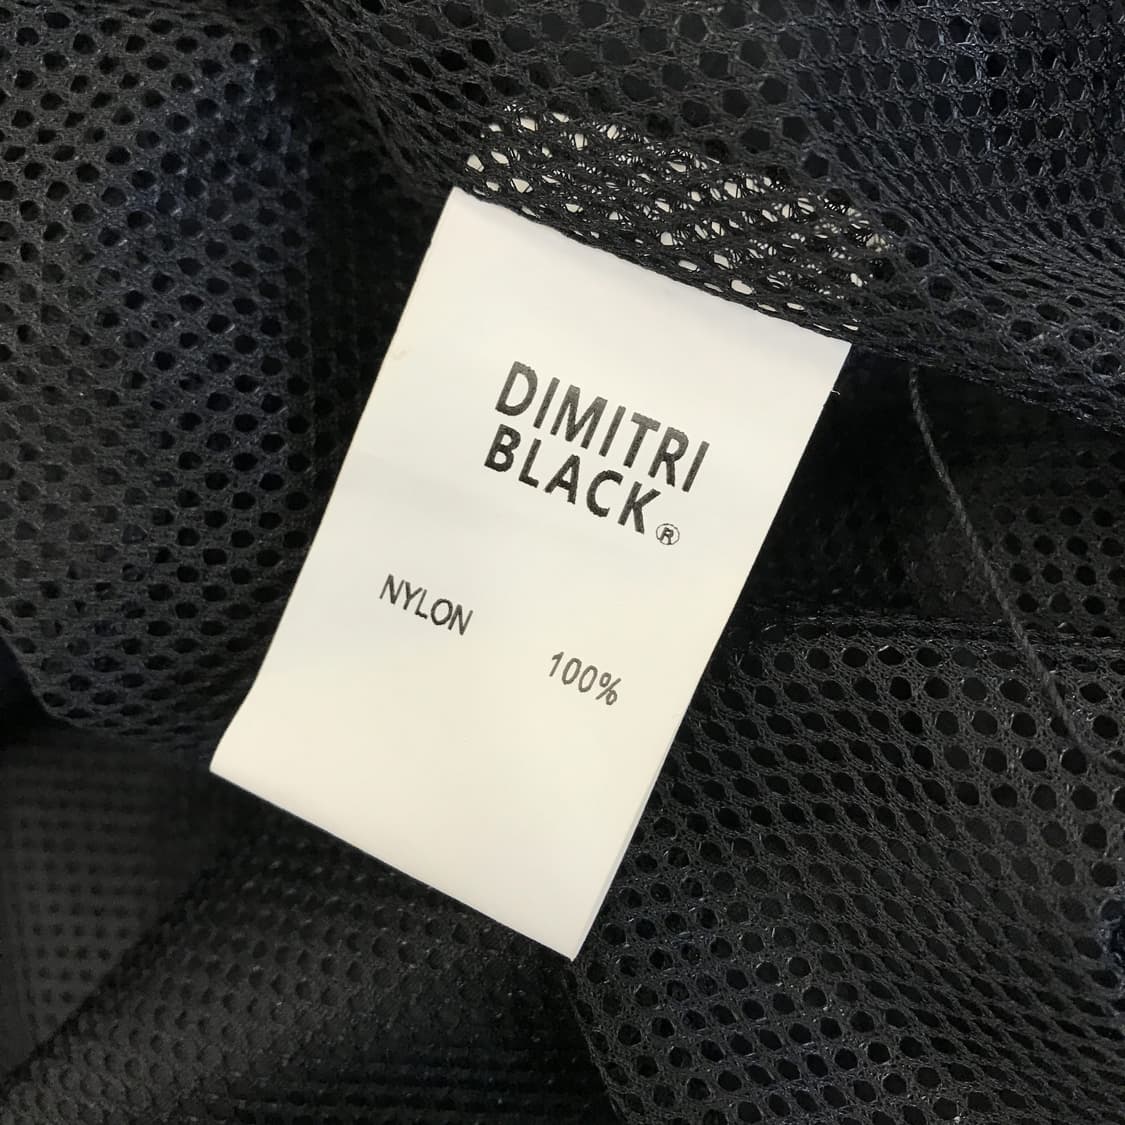 DIMITRI
BLACK®
NYLON
100%